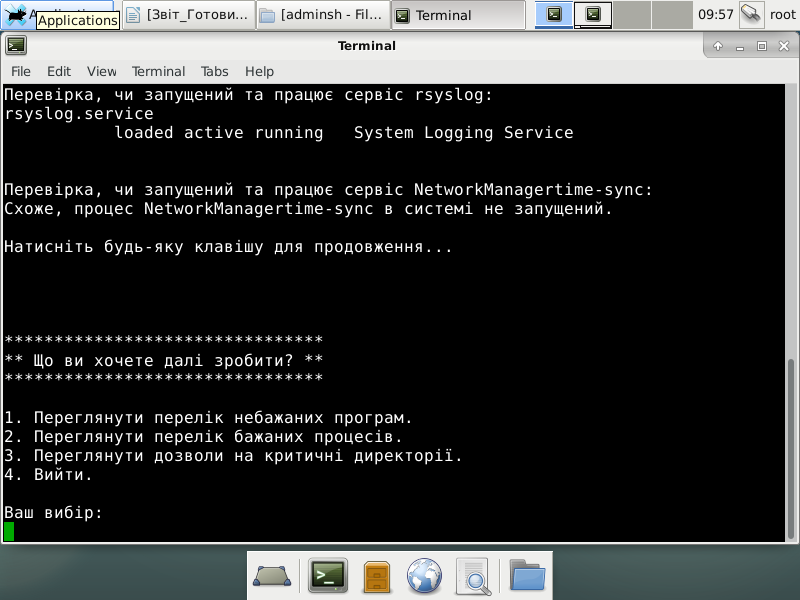 Applications
[Звіт_Готови...
[adminsh - Fil...
Terminal
09:57
root
Terminal
File Edit View Terminal Tabs Help
Перевірка, чи запущений та працює сервіс rsyslog:
rsyslog.service
loaded active running System Logging Service
Перевірка, чи запущений та працює сервіс NetworkManagertime-sync:
Схоже, процес NetworkManagertime-sync в системі не запущений.
Натисніть будь-яку клавішу для продовження...
********************************
** Що ви хочете далі зробити? **
********************************
1. Переглянути перелік небажаних програм.
2. Переглянути перелік бажаних процесів.
3. Переглянути дозволи на критичні директорії.
4. Вийти.
Ваш вибір: